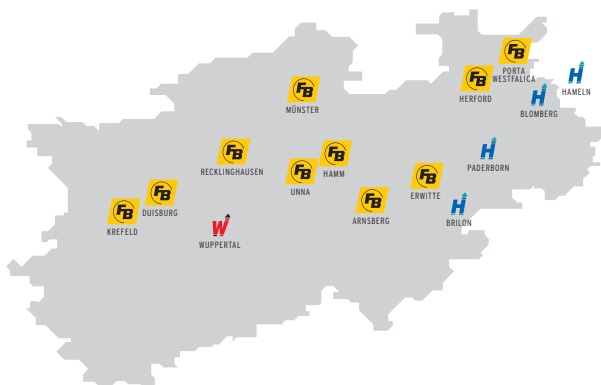 FB
PORTA
WESTFALICA
H
HAMELN
FB
HERFORD
H
BLOMBERG
FB
MÜNSTER
H
PADERBORN
FB
RECKLINGHAUSEN
FB
HAMM
FB
UNNA
FB
ERWITTE
FB
DUISBURG
FB
KREFELD
FB
ARNSBERG
H
BRILON
W
WUPPERTAL